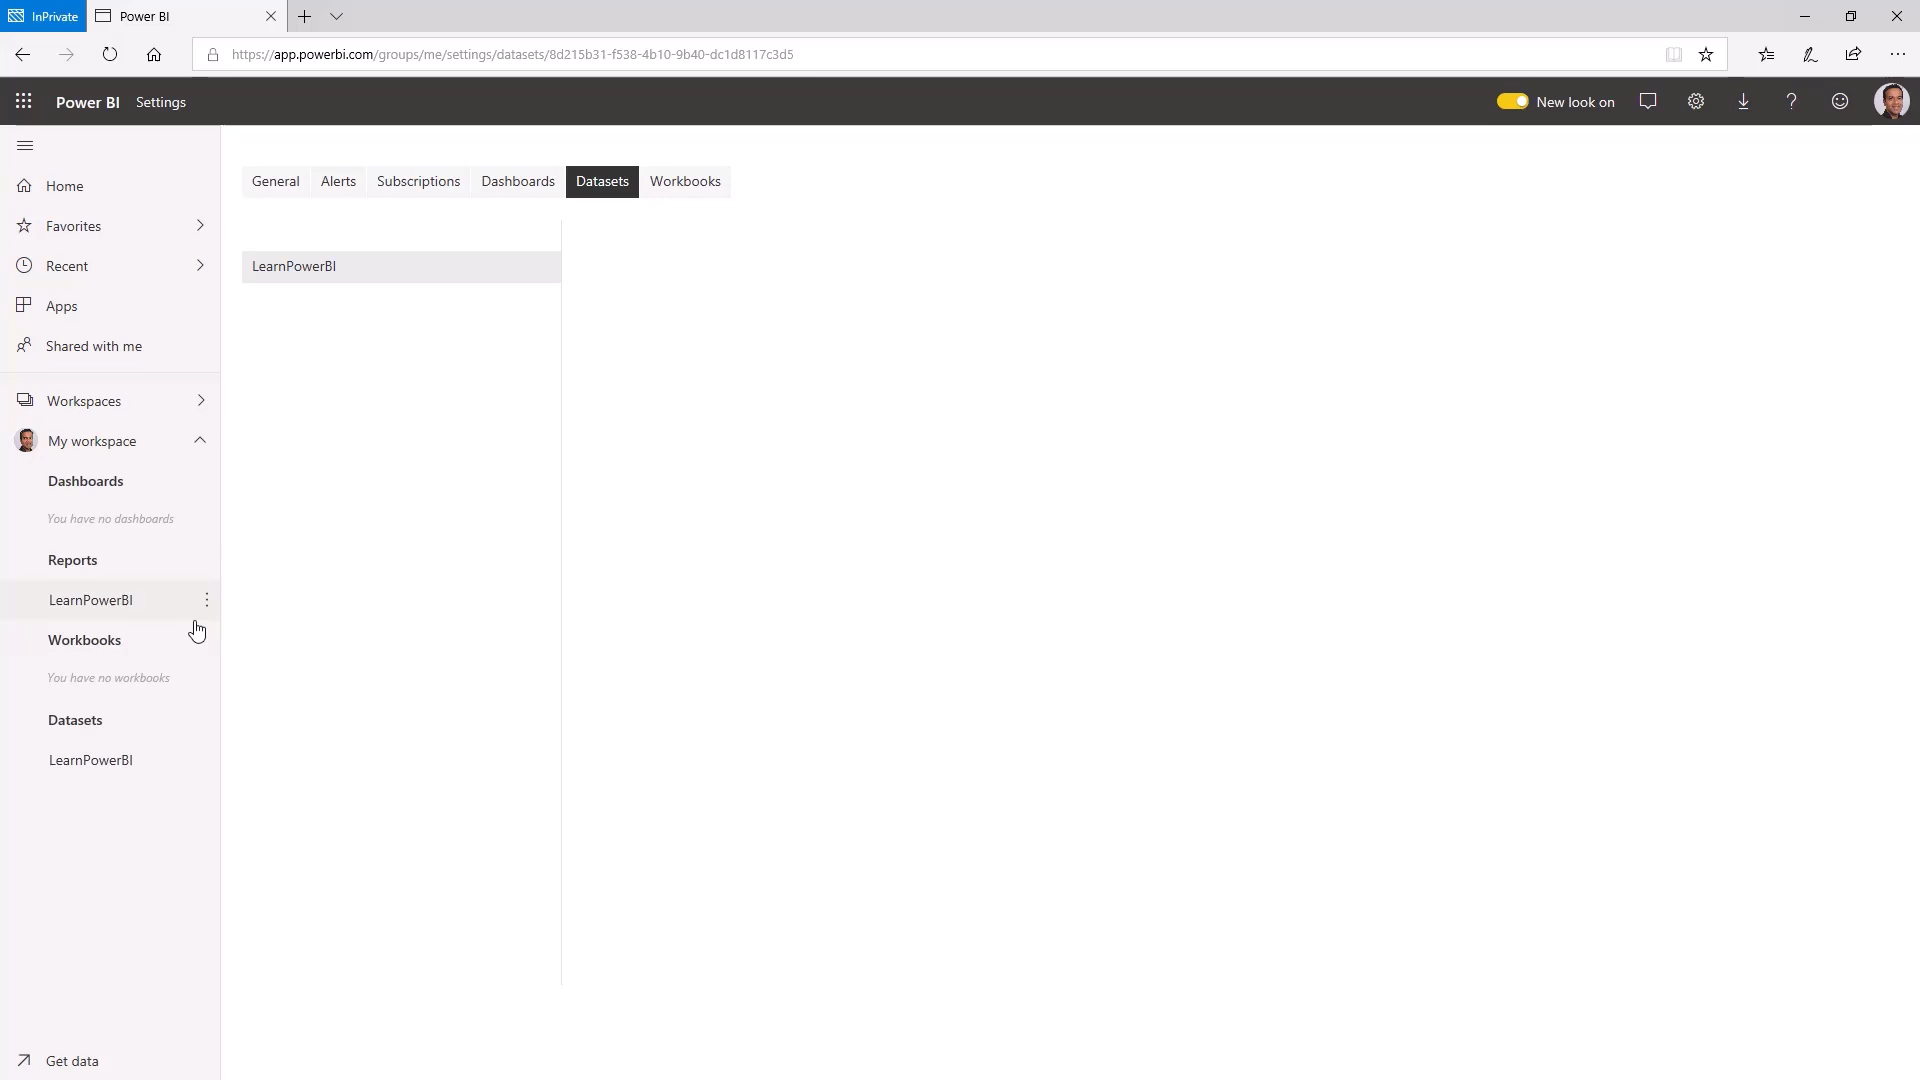 InPrivate
Power BI
https://app.powerbi.com/groups/me/settings/datasets/8d215b31-f538-4b10-9b40-dc1d8117c3d5
Power BI Settings
New look on
Home
Favorites
Recent
Apps
Shared with me
Workspaces
My workspace
Dashboards
You have no dashboards
Reports
LearnPowerBI
Workbooks
You have no workbooks
Datasets
LearnPowerBI
Get data
General Alerts Subscriptions Dashboards Datasets Workbooks
LearnPowerBI